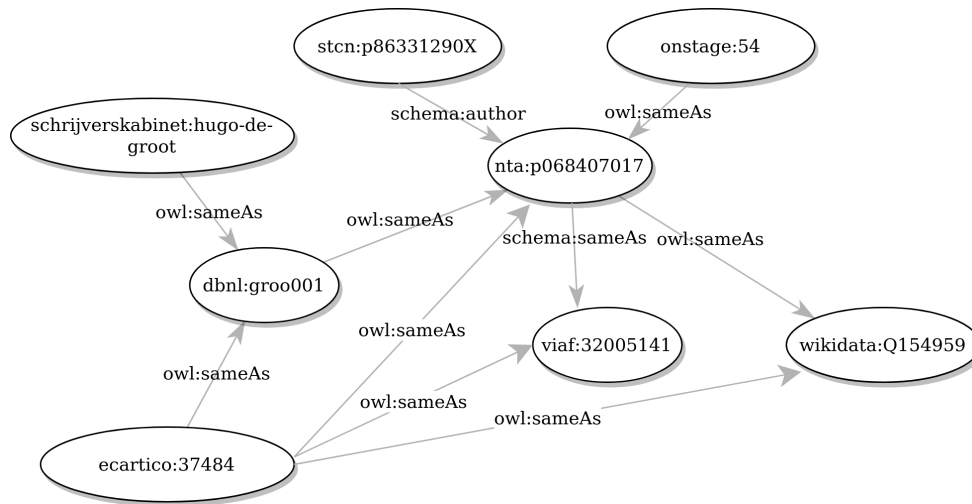 stcn:p86331290X
onstage:54
schema:author
owl:sameAs
schrijverskabinet:hugo-de-
groot
nta:p068407017
owl:sameAs
owl:sameAs
schema:sameAs
owl:sameAs
dbnl:groo001
owl:sameAs
viaf:32005141
wikidata:Q154959
owl:sameAs
owl:sameAs
owl:sameAs
ecartico:37484